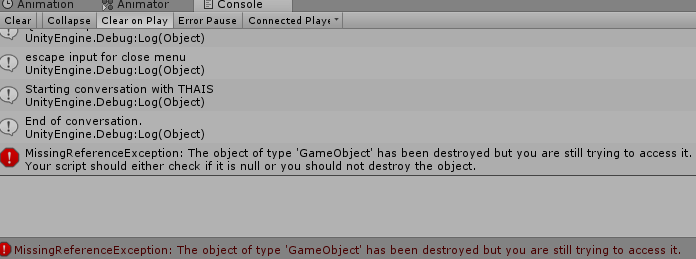 Animation
Animator
Console
Clear
Collapse
Clear on Play
Error Pause
Connected Playe
UnityEngine.Debug:Log(Object)
escape input for close menu
UnityEngine.Debug:Log(Object)
Starting conversation with THAIS
UnityEngine.Debug:Log(Object)
End of conversation.
UnityEngine.Debug:Log(Object)
MissingReferenceException: The object of type 'GameObject' has been destroyed but you are still trying to access it.
Your script should either check if it is null or you should not destroy the object.
MissingReferenceException: The object of type 'GameObject' has been destroyed but you are still trying to access it.